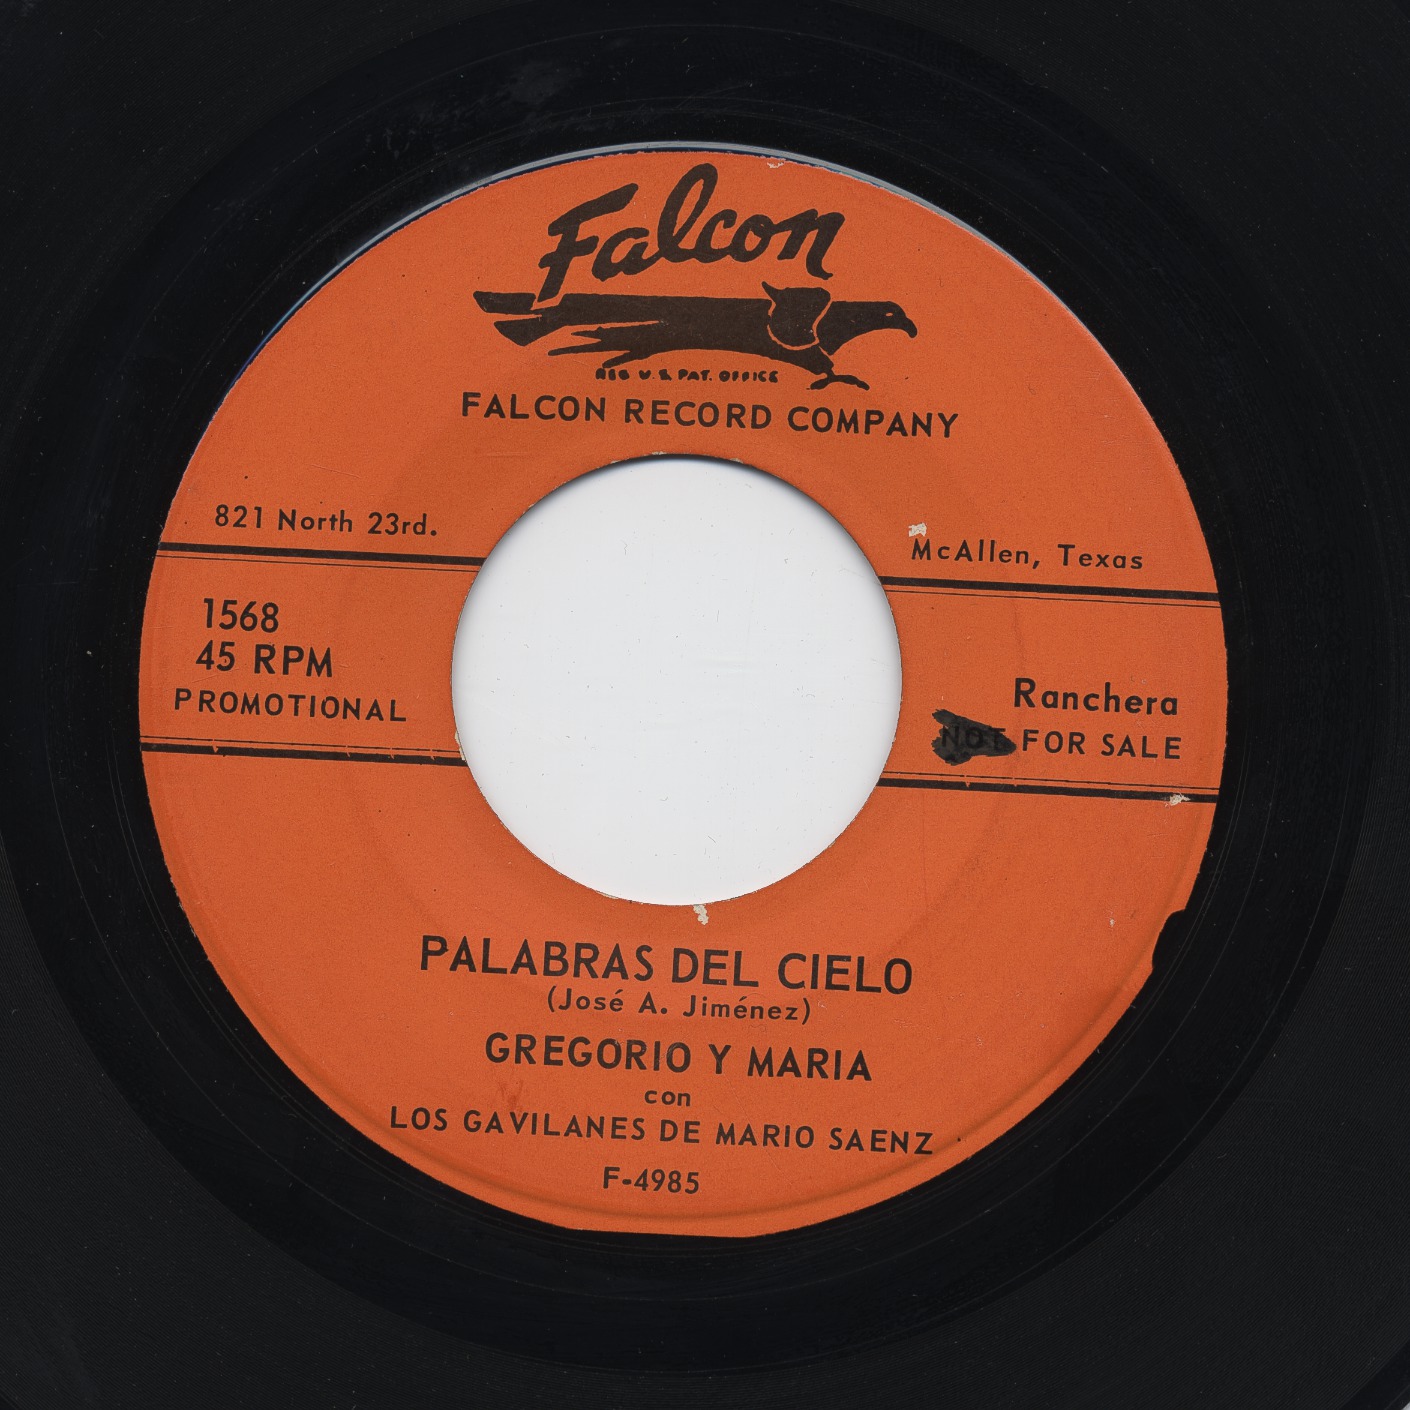 Falcon
REG U.S. PAT. OFFICE
FALCON RECORD COMPANY
821 North 23rd.
McAllen, Texas
1568
45 RPM
PROMOTIONAL
Ranchera
NOT FOR SALE
PALABRAS DEL CIELO
(José A. Jiménez)
GREGORIO Y MARIA
con
LOS GAVILANES DE MARIO SAENZ
F-4985